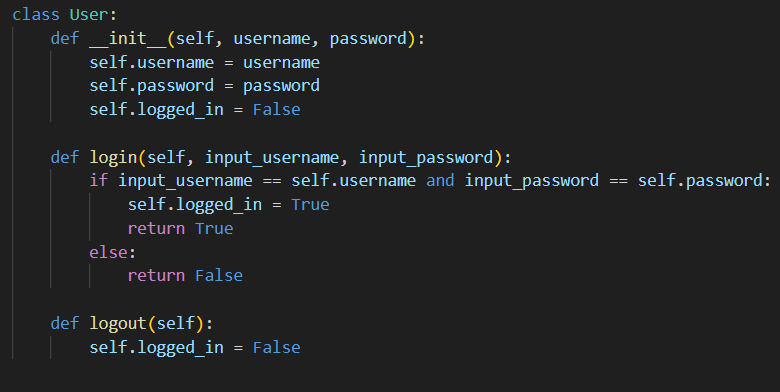 class User:
    def __init__(self, username, password):
        self.username = username
        self.password = password
        self.logged_in = False

    def login(self, input_username, input_password):
        if input_username == self.username and input_password == self.password:
            self.logged_in = True
            return True
        else:
            return False

    def logout(self):
        self.logged_in = False